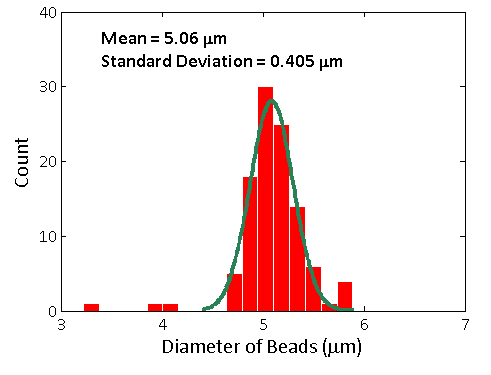 40
Mean = 5.06 µm
Standard Deviation = 0.405 µm
30
Count
20
10
0
3 4 5 6 7
Diameter of Beads (µm)